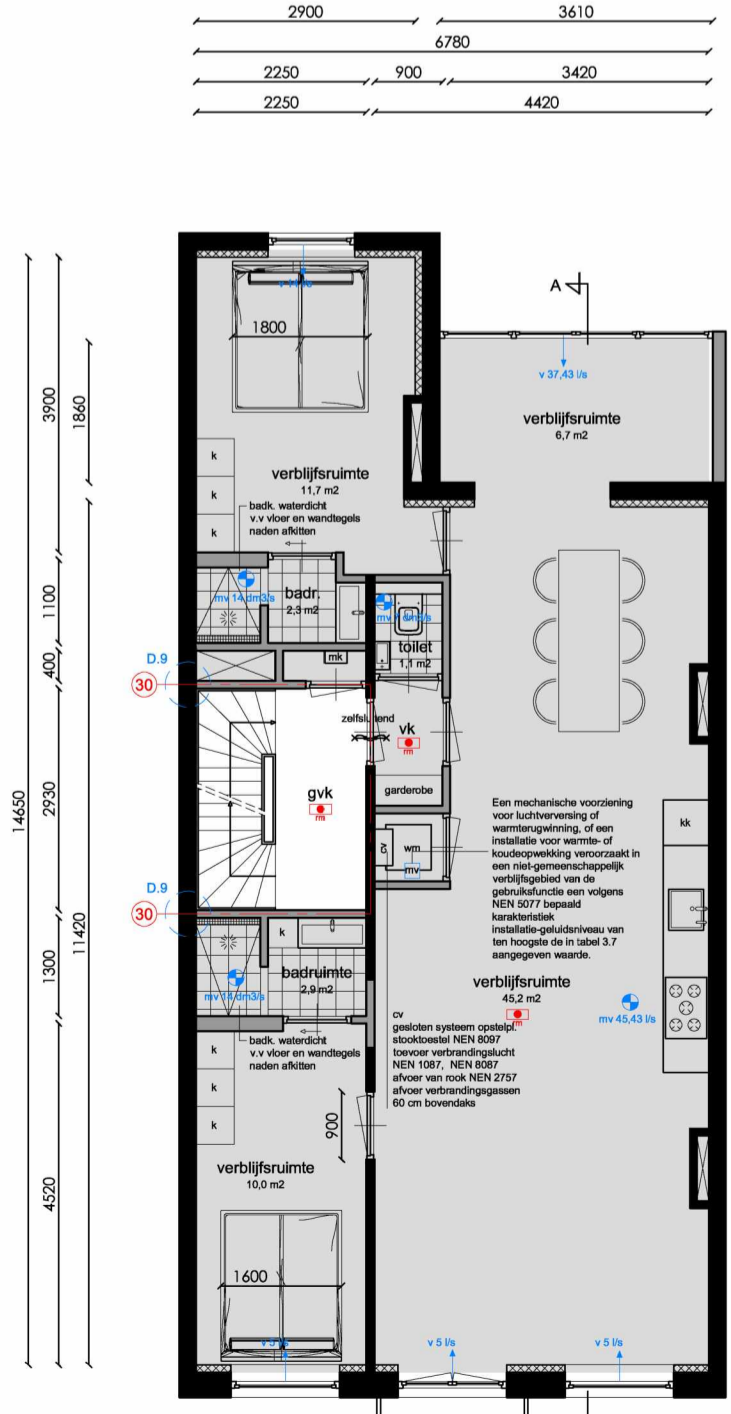 2900
3610
6780
2250
900
3420
2250
4420
A
v 37,43 l/s
1800
verblijfsruimte
6,7 m2
3900
1860
k
k
k
verblijfsruimte
11,7 m2
badk. waterdicht
v.v vloer en wandtegels
naden afkitten
1100
mv 14 dm3/s
badr.
2,3 m2
toilet
1,1 m2
400
D.9
30
mk
zelfsluitend
vk
rm
garderobe
14650
2930
gvk
rm
cv
wm
mv
Een mechanische voorziening
voor luchtverversing of
warmterugwinning, of een
installatie voor warmte- of
koudeopwekking veroorzaakt in
een niet-gemeenschappelijk
verblijfsgebied van de
gebruiksfunctie een volgens
NEN 5077 bepaald
karakteristiek
installatie-geluidsniveau van
ten hoogste de in tabel 3.7
aangegeven waarde.
kk
D.9
30
11420
1300
k
badruimte
2,9 m2
mv 14 dm3/s
verblijfsruimte
45,2 m2
rm
mv 45,43 l/s
badk. waterdicht
v.v vloer en wandtegels
naden afkitten
cv
gesloten systeem opstelpl.
stooktoestel NEN 8097
toevoer verbrandingslucht
NEN 1087, NEN 8087
afvoer van rook NEN 2757
afvoer verbrandingsgassen
60 cm bovendaks
k
k
k
900
verblijfsruimte
10,0 m2
4520
1600
v 5 l/s
v 5 l/s
v 5 l/s